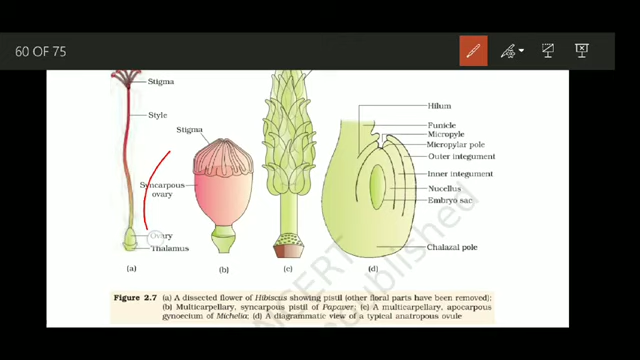 60 OF 75
Stigma
Style
Stigma
Syncarpous
ovary
Ovary
Thalamus
Hilum
Funicle
Micropyle
Micropylar pole
Outer integument
Inner integument
Nucellus
Embryo sac
Chalazal pole
(a)
(b)
(c)
(d)
NCERT
republished
Figure 2.7 (a) A dissected flower of Hibiscus showing pistil (other floral parts have been removed);
(b) Multicarpellary, syncarpous pistil of Papaver; (c) A multicarpellary, apocarpous
gynoecium of Michelia; (d) A diagrammatic view of a typical anatropous ovule